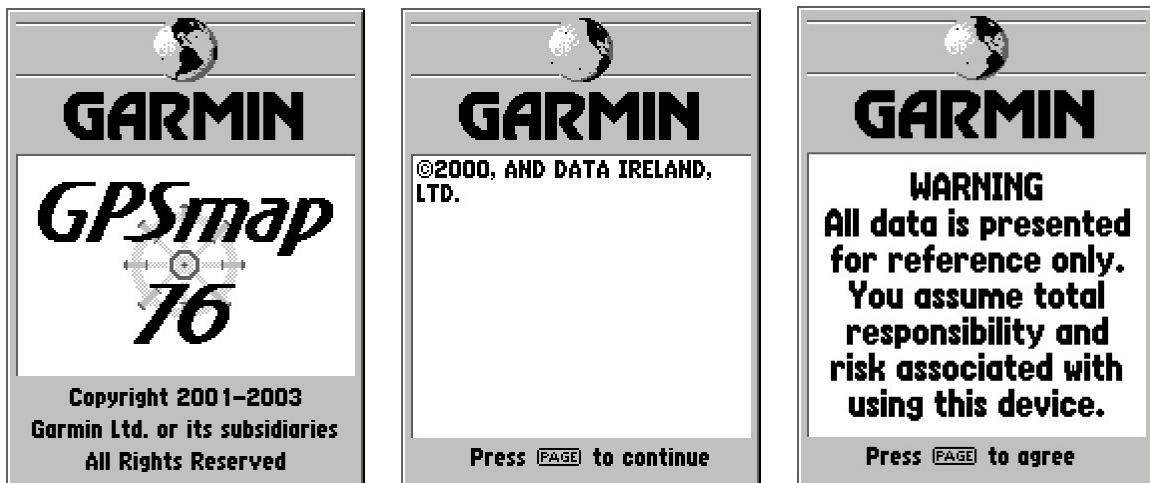 GARMIN
GPSmap
76
Copyright 2001-2003
Garmin Ltd. or its subsidiaries
All Rights Reserved
GARMIN
©2000, AND DATA IRELAND,
LTD.
Press PAGE to continue
GARMIN
WARNING
All data is presented
for reference only.
You assume total
responsibility and
risk associated with
using this device.
Press PAGE to agree